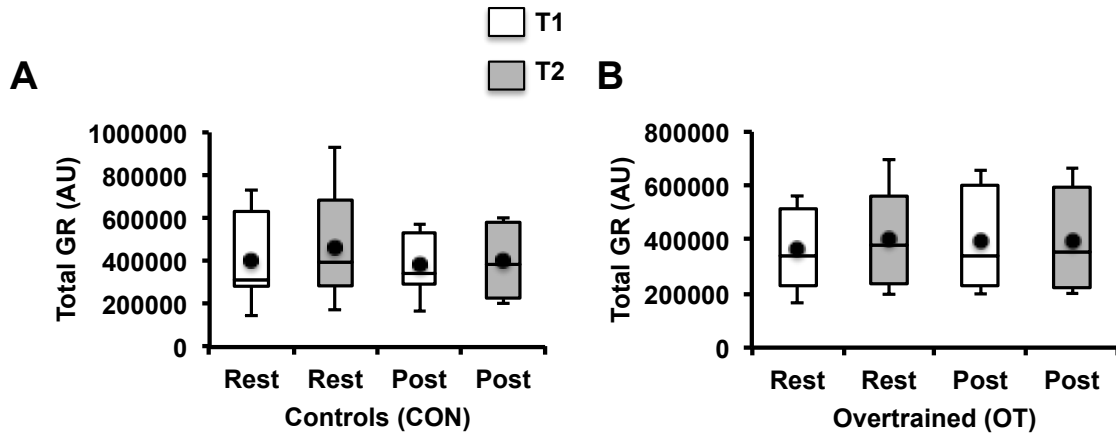 T1
T2
A
Total GR (AU)
1000000
800000
600000
400000
200000
0
Rest Rest Post Post
Controls (CON)
B
Total GR (AU)
800000
600000
400000
200000
0
Rest Rest Post Post
Overtrained (OT)